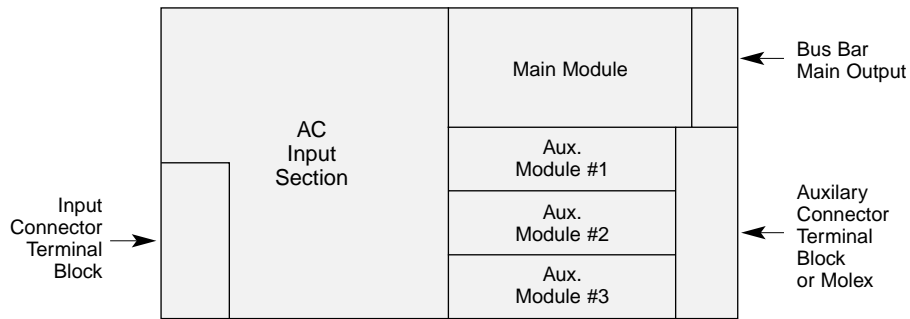 Main Module
Bus Bar
Main Output
AC
Input
Section
Aux.
Module #1
Aux.
Module #2
Aux.
Module #3
Input
Connector
Terminal
Block
Auxilary
Connector
Terminal
Block
or Molex